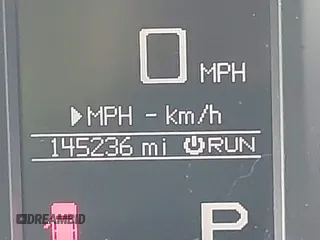 0 MPH
▶MPH - km/h
145236 mi ⏻RUN
P
DREAMBID